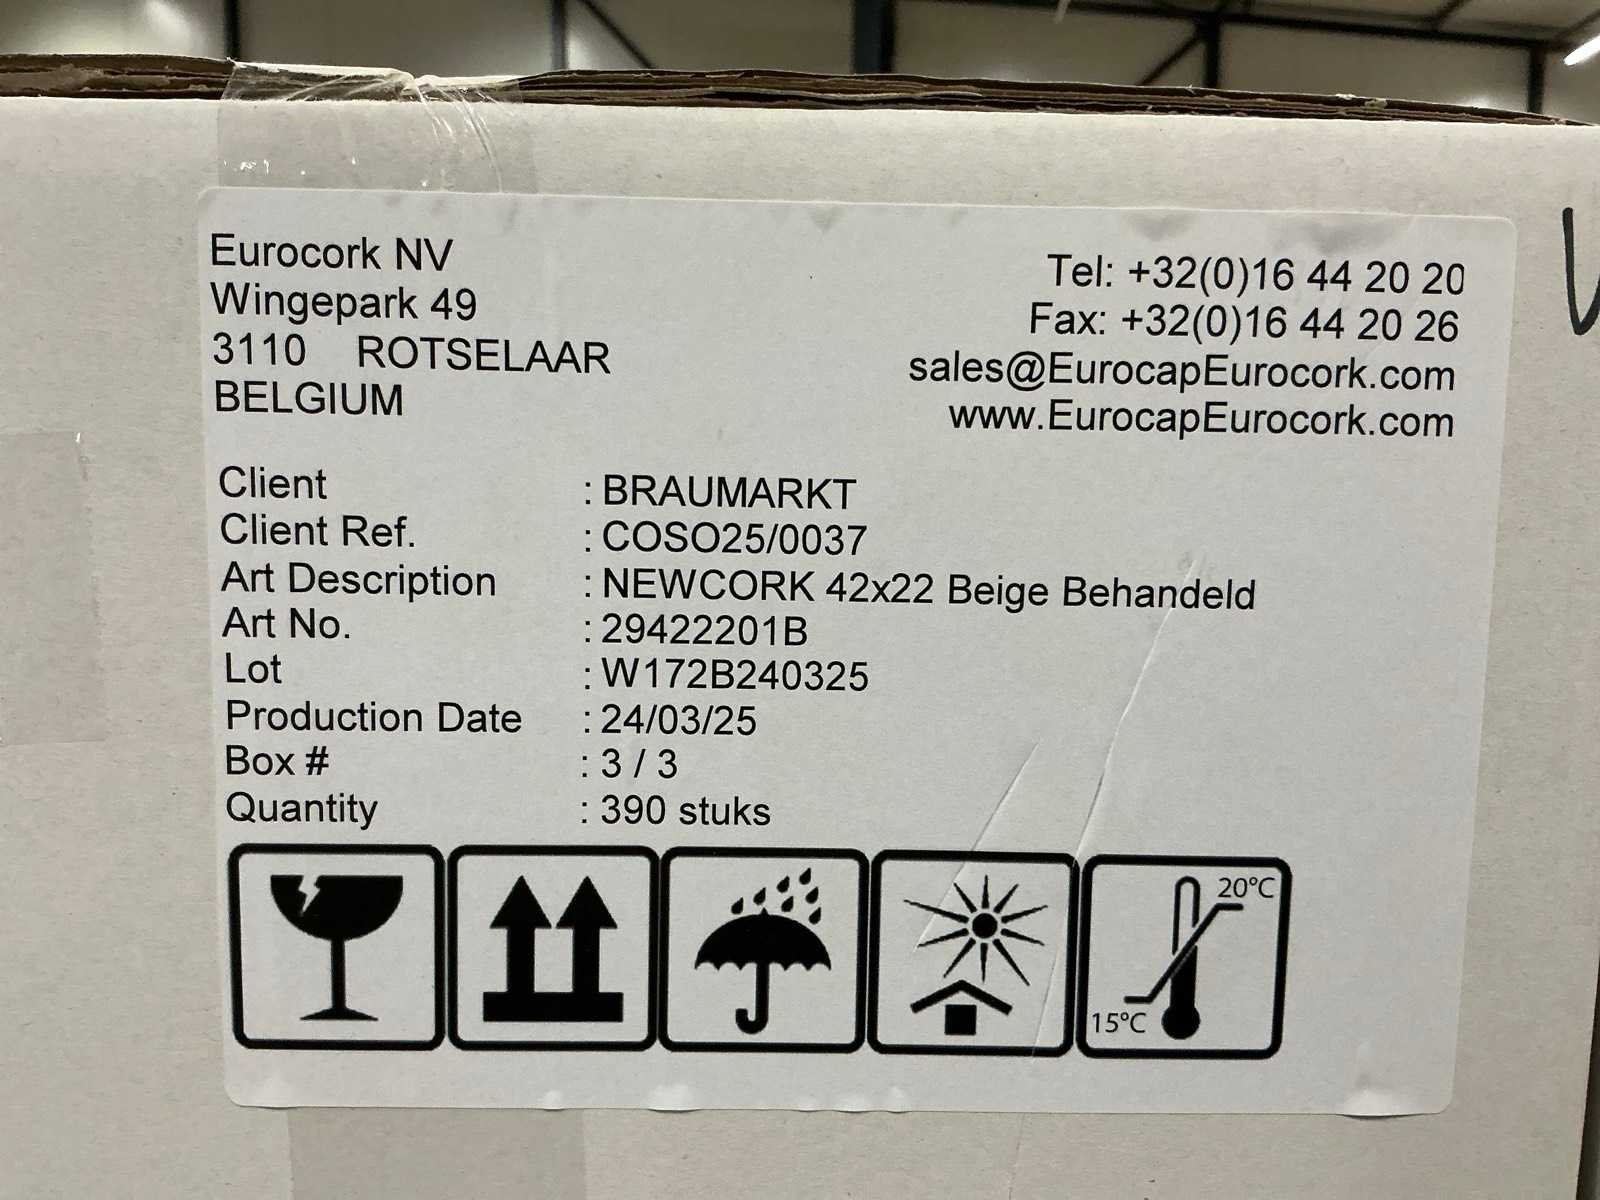 Eurocork NV
Wingepark 49
3110 ROTSELAAR
BELGIUM
Tel: +32(0)16 44 20 20
Fax: +32(0)16 44 20 26
sales@EurocapEurocork.com
www.EurocapEurocork.com
Client : BRAUMARKT
Client Ref. : COSO25/0037
Art Description : NEWCORK 42x22 Beige Behandeld
Art No. : 29422201B
Lot : W172B240325
Production Date : 24/03/25
Box # : 3 / 3
Quantity : 390 stuks
20°C
15°C